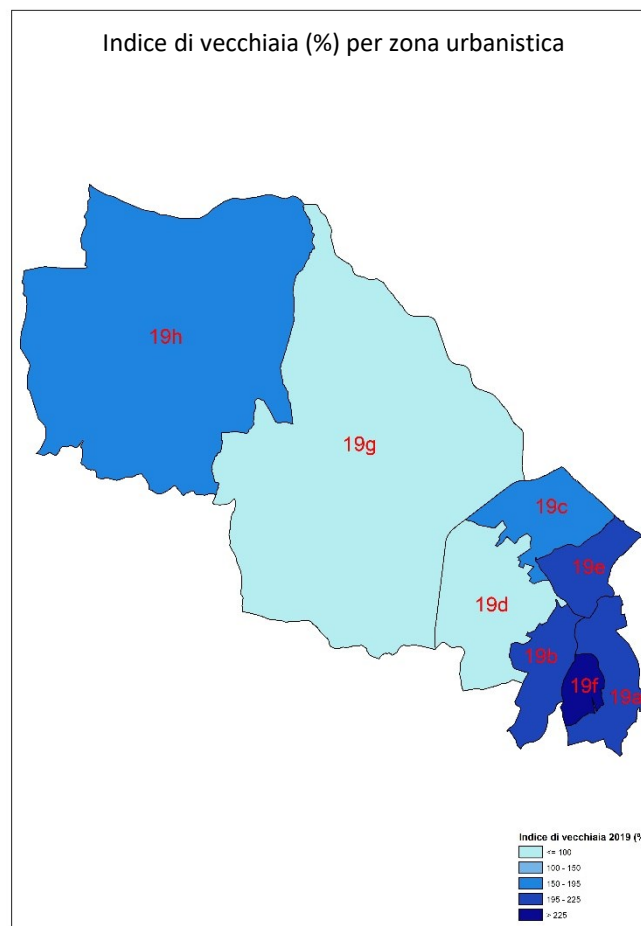 Indice di vecchiaia (%) per zona urbanistica
19h
19g
19c
19e
19d
19b
19f
19a
Indice di vecchiaia 2019 (%
<= 100
100 - 150
150 - 195
195 - 225
> 225